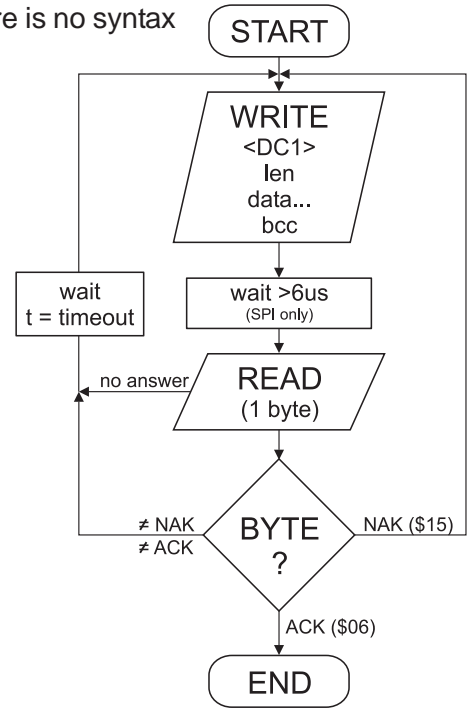 re is no syntax
START
WRITE
<DC1>
len
data...
bcc
wait
t = timeout
wait >6us
(SPI only)
no answer
READ
(1 byte)
≠ NAK
≠ ACK
BYTE
?
NAK ($15)
ACK ($06)
END